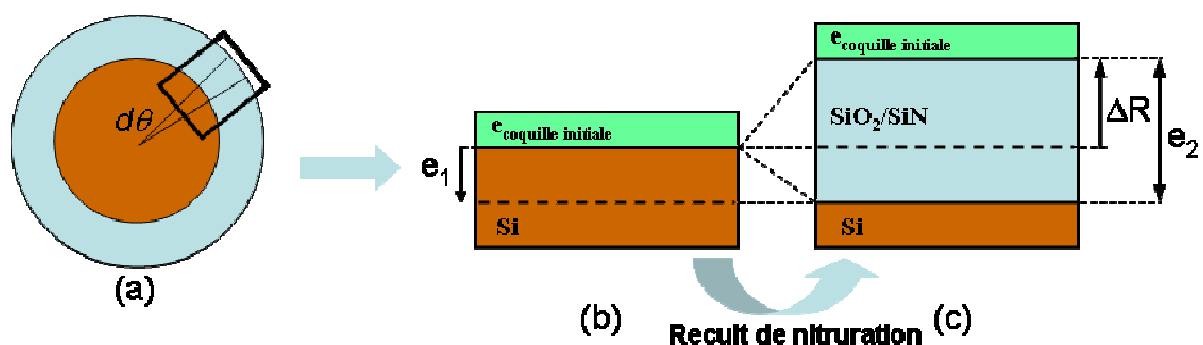 dθ
(a)
e coquille initiale
e1
Si
(b)
Recuit de nitruration
e coquille initiale
SiO2/SiN
ΔR
e2
Si
(c)